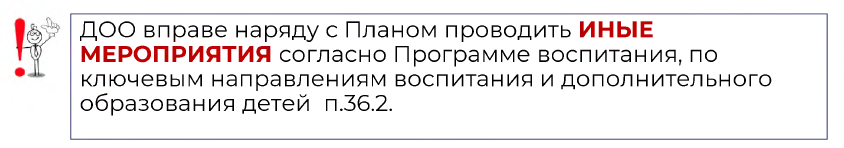 ДОО вправе наряду с Планом проводить ИНЫЕ
МЕРОПРИЯТИЯ согласно Программе воспитания, по
ключевым направлениям воспитания и дополнительного
образования детей  п.36.2.